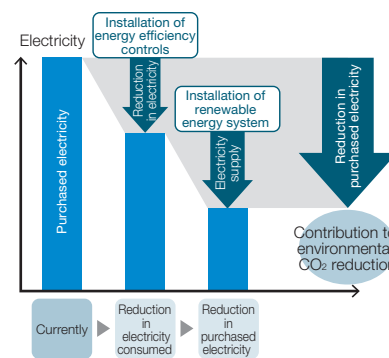 Electricity
Installation of
energy efficiency
controls
Reduction
in electricity
Installation of
renewable
energy system
Electricity
supply
Purchased electricity
Reduction in
purchased electricity
Contribution to
environmental
CO₂ reduction
Currently
Reduction
in
electricity
consumed
Reduction
in
purchased
electricity